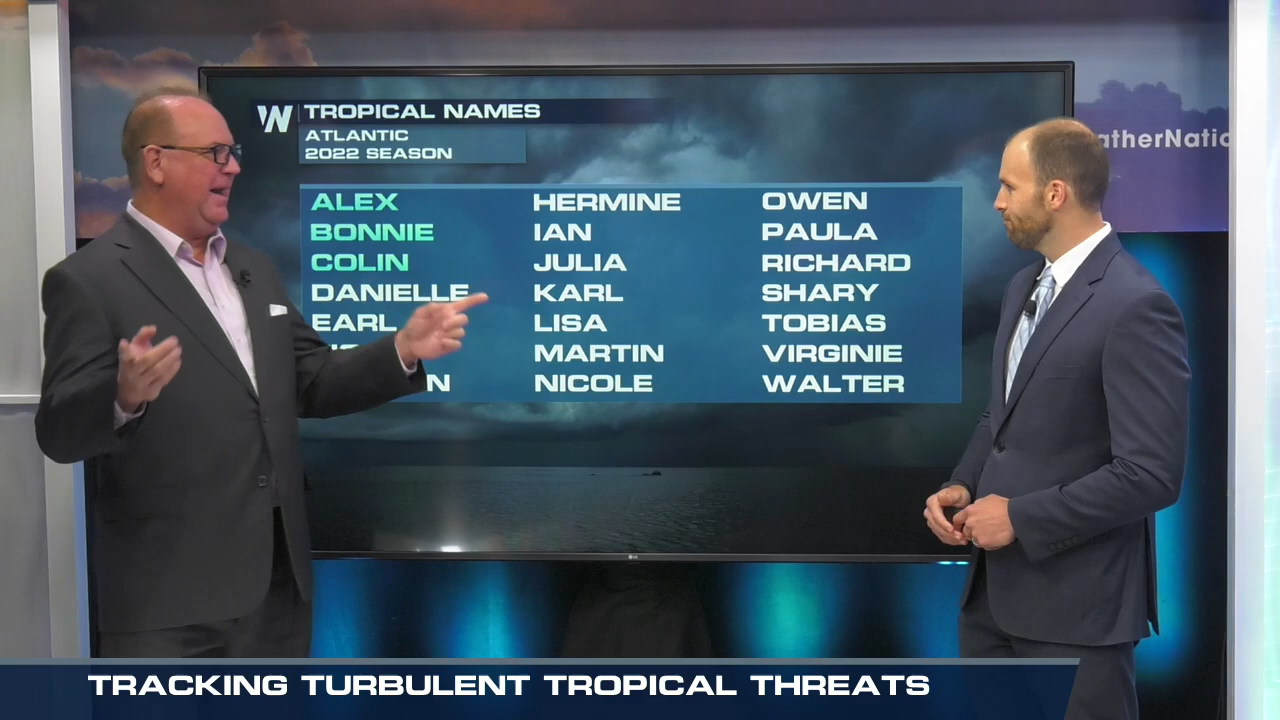 W TROPICAL NAMES
ATLANTIC
2022 SEASON
ALEX HERMINE OWEN
BONNIE IAN PAULA
COLIN JULIA RICHARD
DANIELLE KARL SHARY
EARL LISA TOBIAS
MARTIN VIRGINIE
NICOLE WALTER
TRACKING TURBULENT TROPICAL THREATS